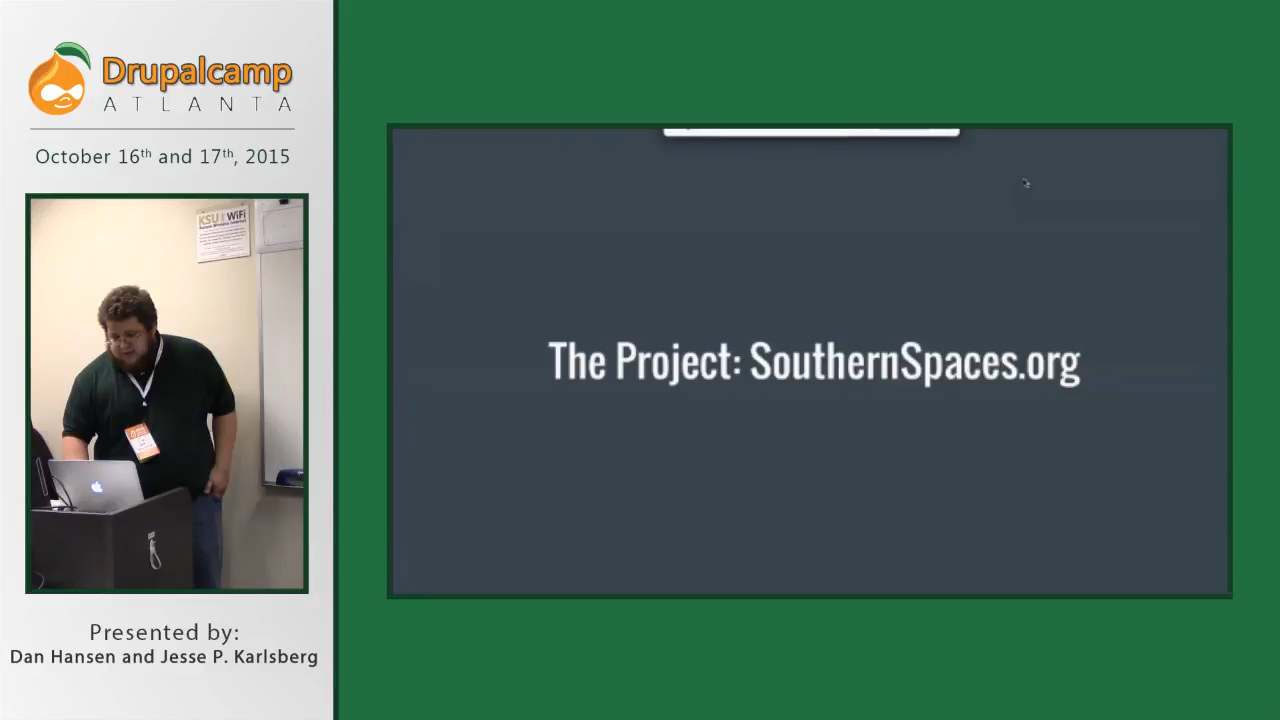 Drupalcamp
ATLANTA
October 16th and 17th, 2015
KSU WiFi
The Project: SouthernSpaces.org
Presented by:
Dan Hansen and Jesse P. Karlsberg